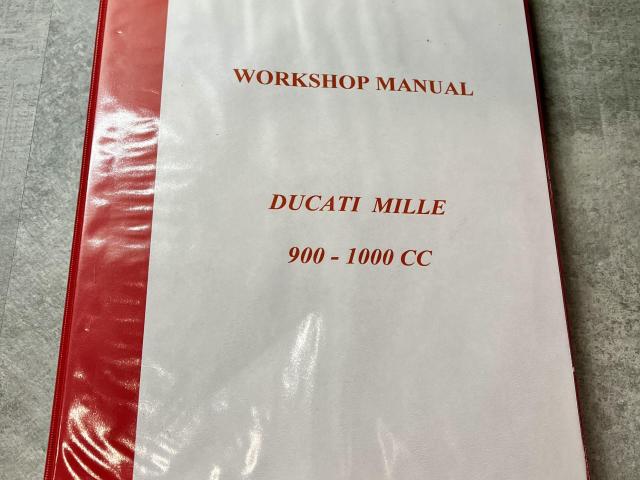 WORKSHOP MANUAL
DUCATI MILLE
900 - 1000 CC